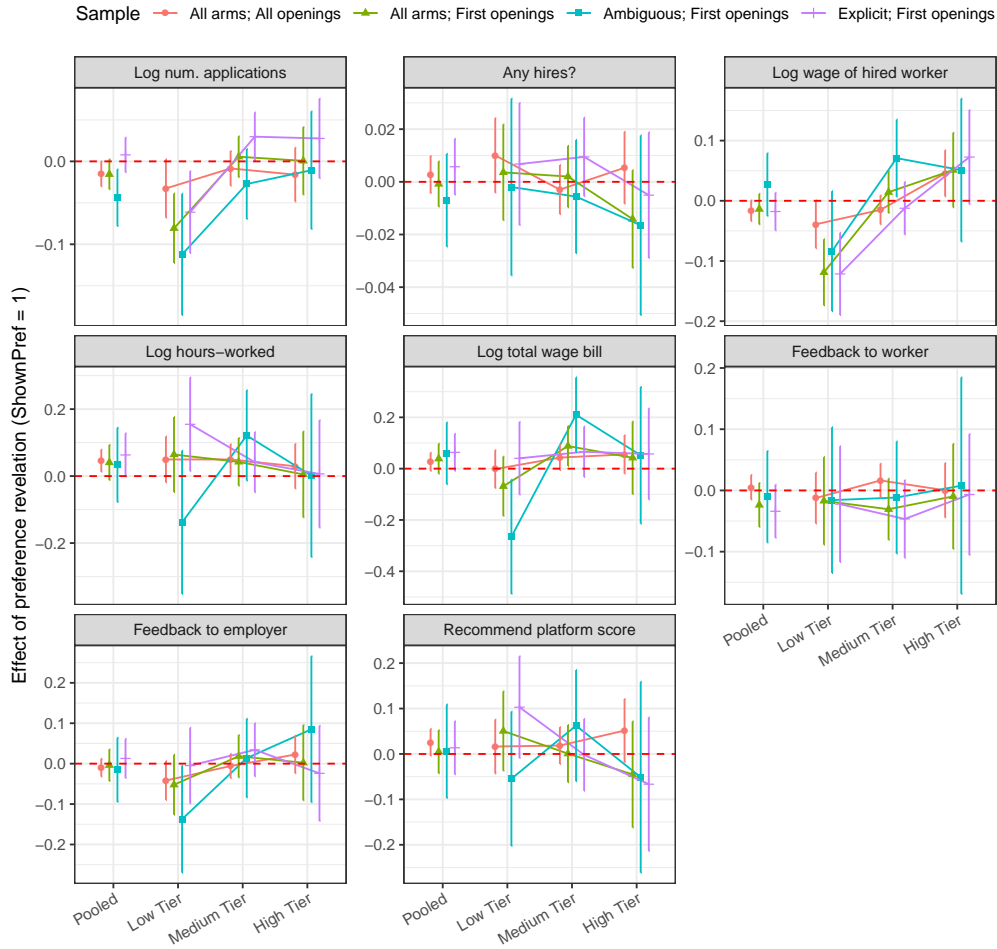 Sample All arms; All openings All arms; First openings Ambiguous; First openings Explicit; First openings
Effect of preference revelation (ShownPref = 1)
Log num. applications
0.0
−0.1
Any hires?
0.02
0.00
−0.02
−0.04
Log wage of hired worker
0.1
0.0
−0.1
−0.2
Log hours−worked
0.2
0.0
−0.2
Log total wage bill
0.2
0.0
−0.2
−0.4
Feedback to worker
0.2
0.1
0.0
−0.1
Pooled
Low Tier
Medium Tier
High Tier
Feedback to employer
0.2
0.1
0.0
−0.1
−0.2
Pooled
Low Tier
Medium Tier
High Tier
Recommend platform score
0.2
0.1
0.0
−0.1
−0.2
Pooled
Low Tier
Medium Tier
High Tier